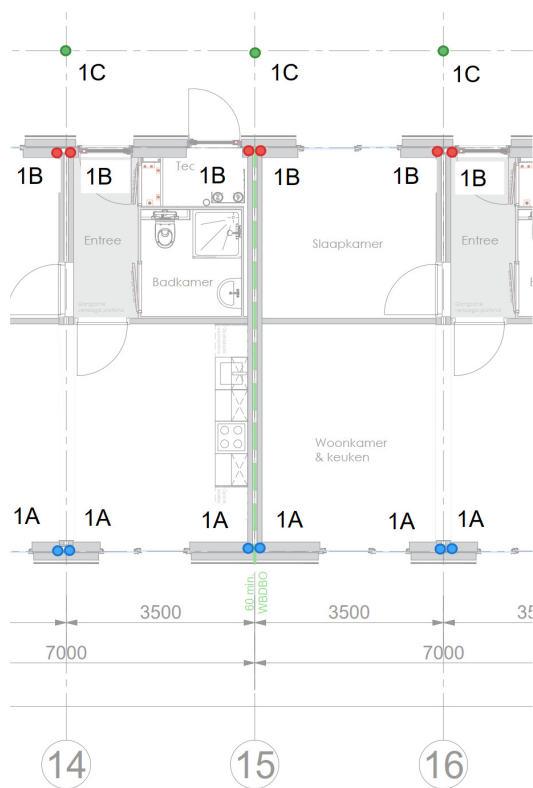 1C
1C
1C
1B
1B
1B
1B
1B
1B
Tec
Entree
Badkamer
Slaapkamer
Entree
Woonkamer
& keuken
1A
1A
1A
1A
1A
1A
60 min.
WBDBO
3500
3500
35
7000
7000
14
15
16